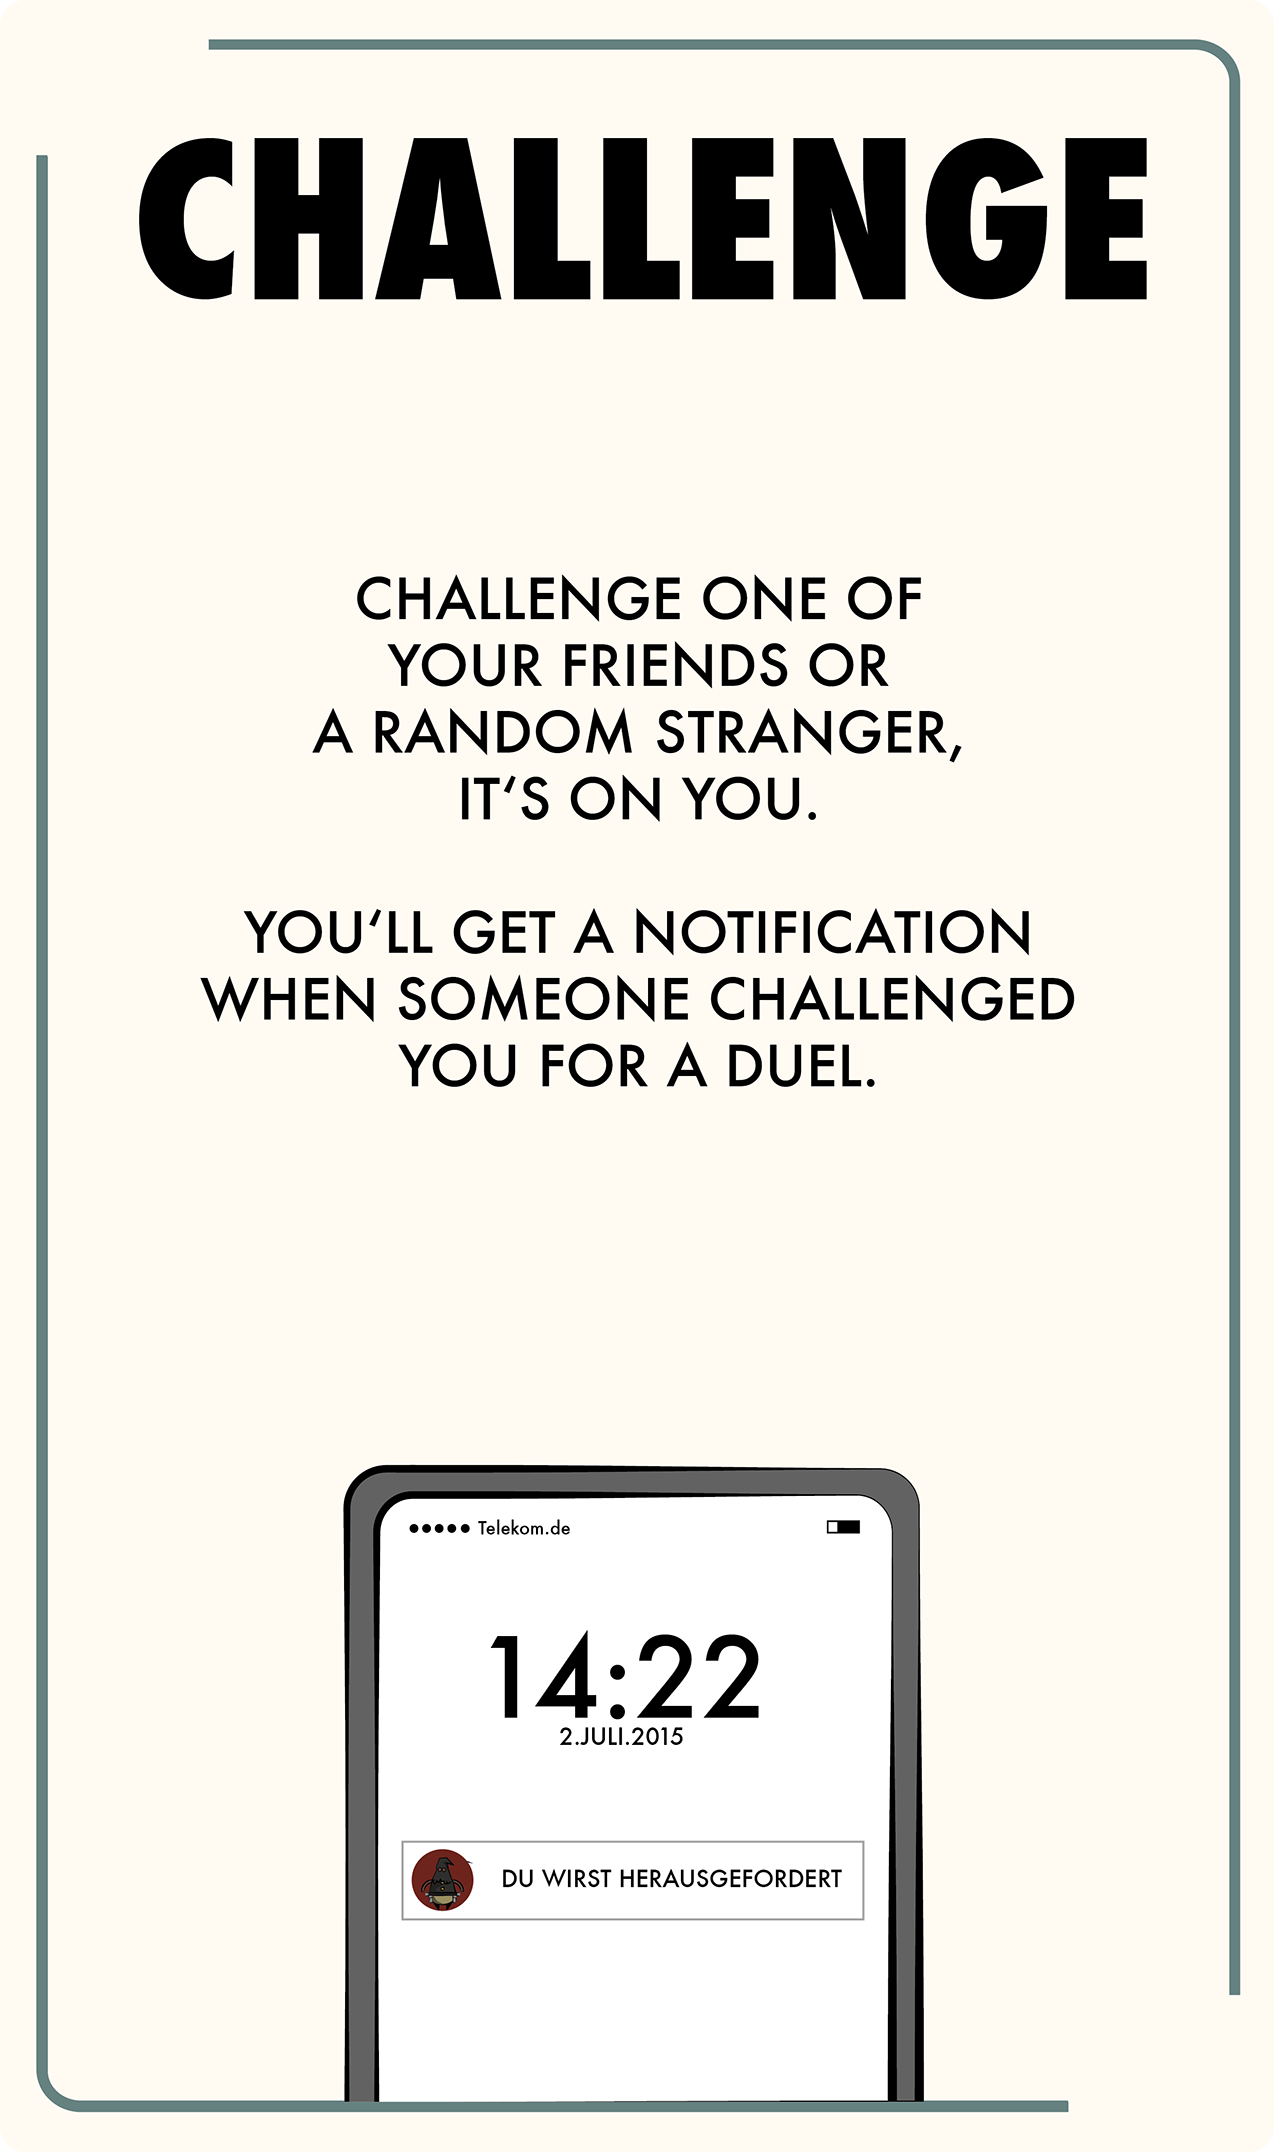 CHALLENGE
CHALLENGE ONE OF
YOUR FRIENDS OR
A RANDOM STRANGER,
IT‘S ON YOU.
YOU‘LL GET A NOTIFICATION
WHEN SOMEONE CHALLENGED
YOU FOR A DUEL.
Telekom.de
14:22
2.JULI.2015
DU WIRST HERAUSGEFORDERT